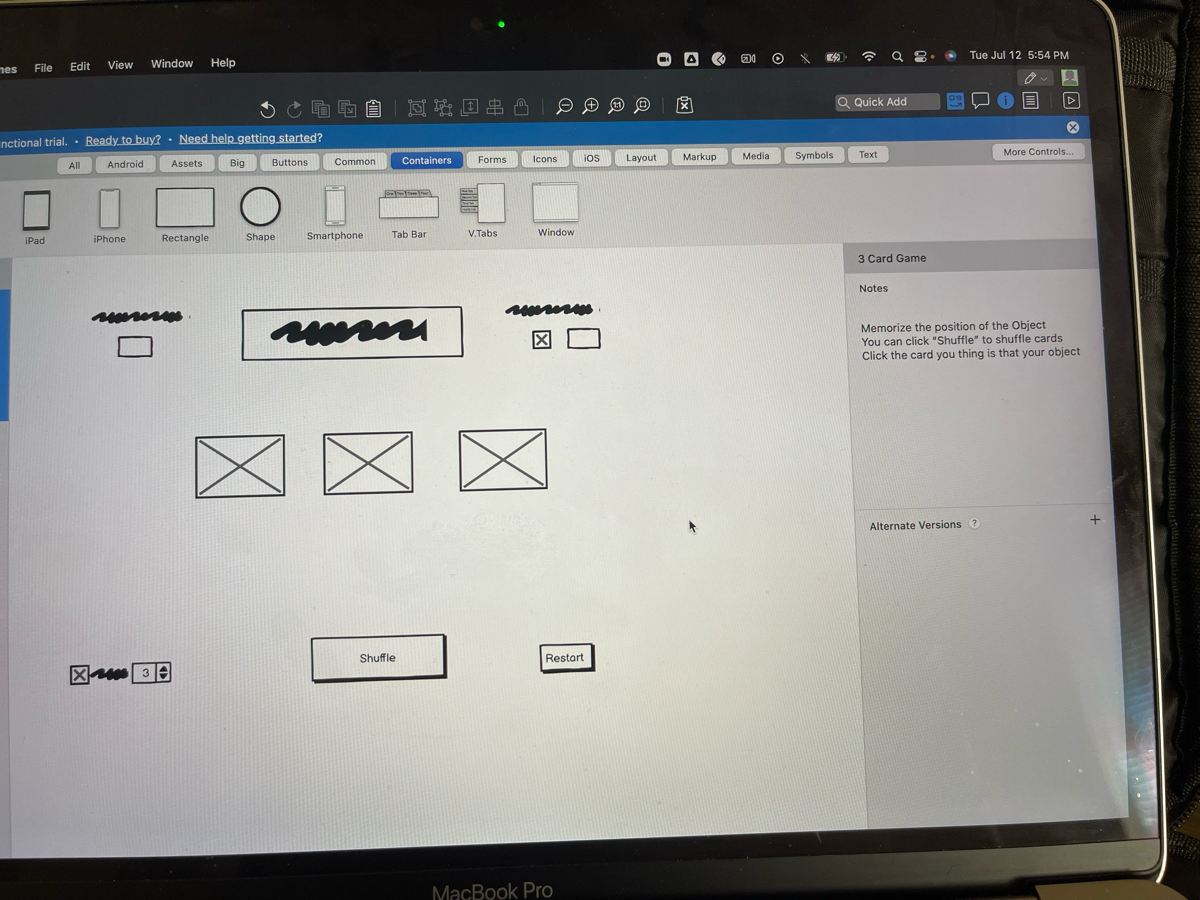 File Edit View Window Help
Tue Jul 12 5:54 PM
Quick Add
nctional trial. • Ready to buy? • Need help getting started?
All Android Assets Big Buttons Common Containers Forms Icons iOS Layout Markup Media Symbols Text More Controls...
iPad iPhone Rectangle Shape Smartphone Tab Bar V.Tabs Window
3 Card Game
Notes
Memorize the position of the Object
You can click "Shuffle" to shuffle cards
Click the card you thing is that your object
Alternate Versions ?
3
Shuffle
Restart
MacBook Pro